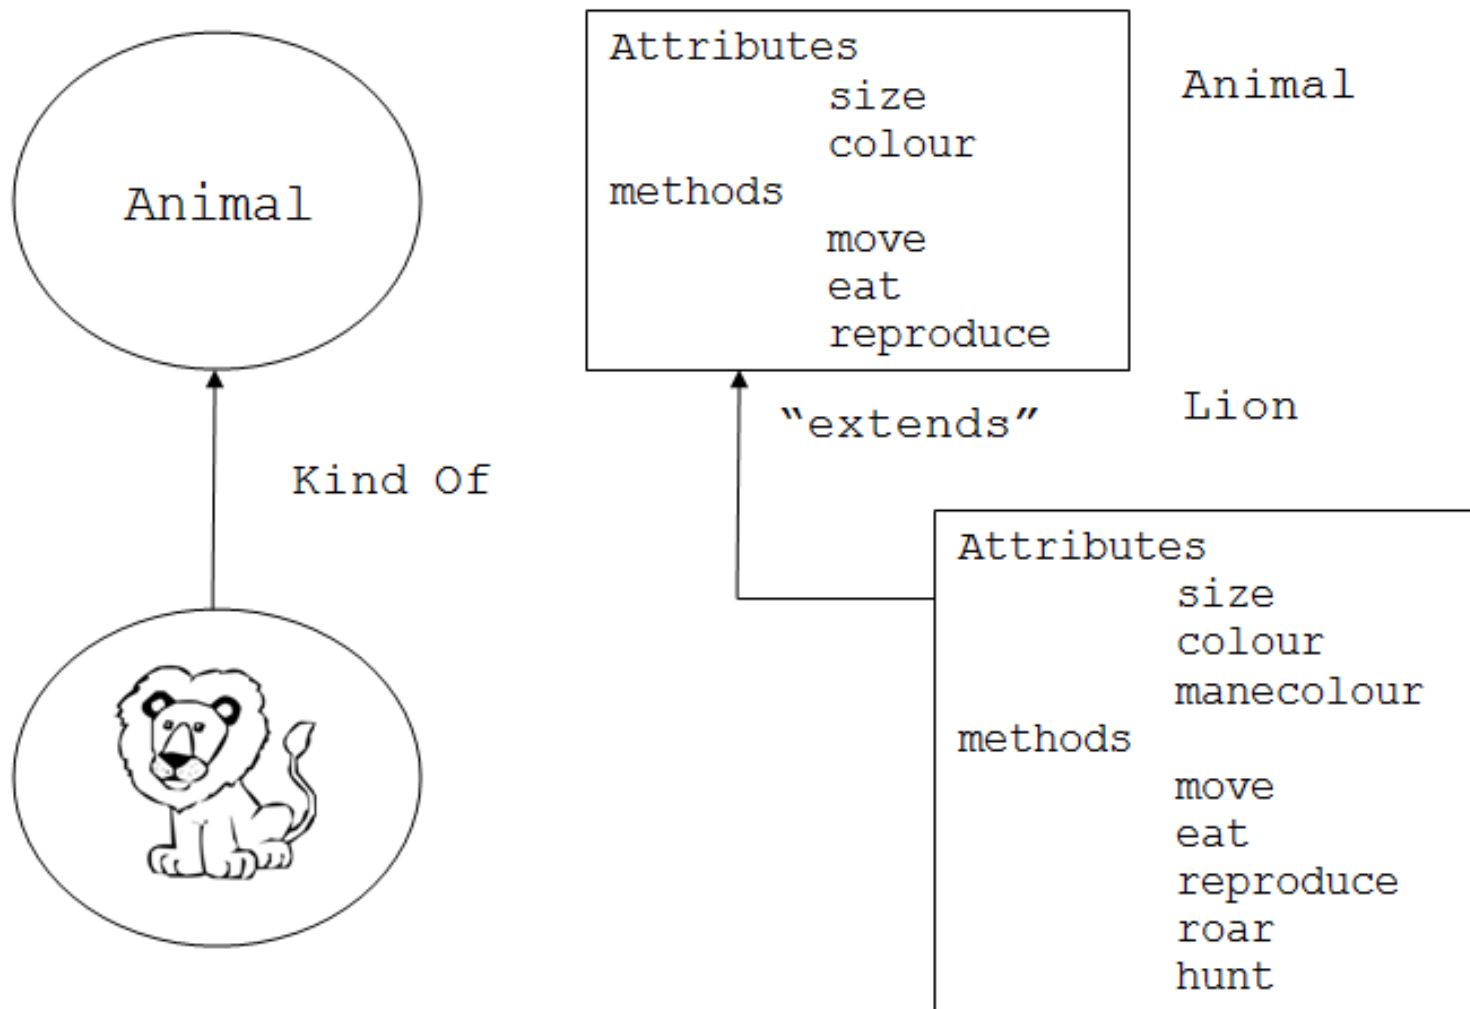 Animal
Kind Of
Attributes
size
colour
methods
move
eat
reproduce
Animal
“extends”
Lion
Attributes
size
colour
manecolour
methods
move
eat
reproduce
roar
hunt